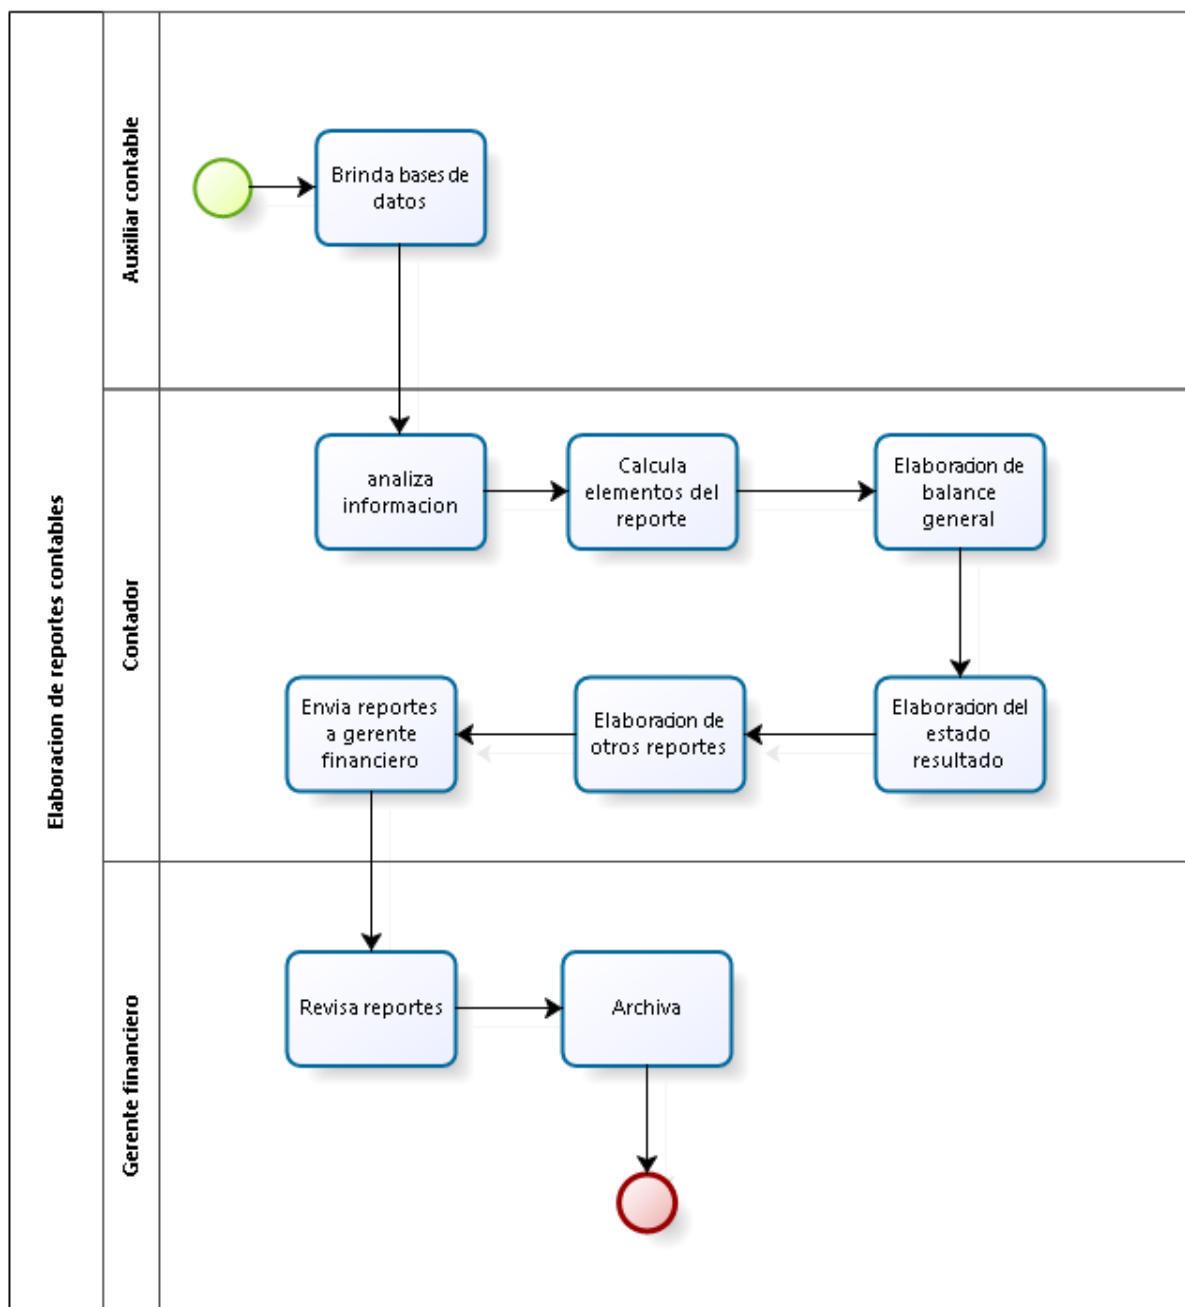 Elaboracion de reportes contables
Auxiliar contable
Brinda bases de
datos
Contador
analiza
informacion
Calcula
elementos del
reporte
Elaboracion de
balance
general
Elaboracion del
estado
resultado
Elaboracion de
otros reportes
Envia reportes
a gerente
financiero
Gerente financiero
Revisa reportes
Archiva